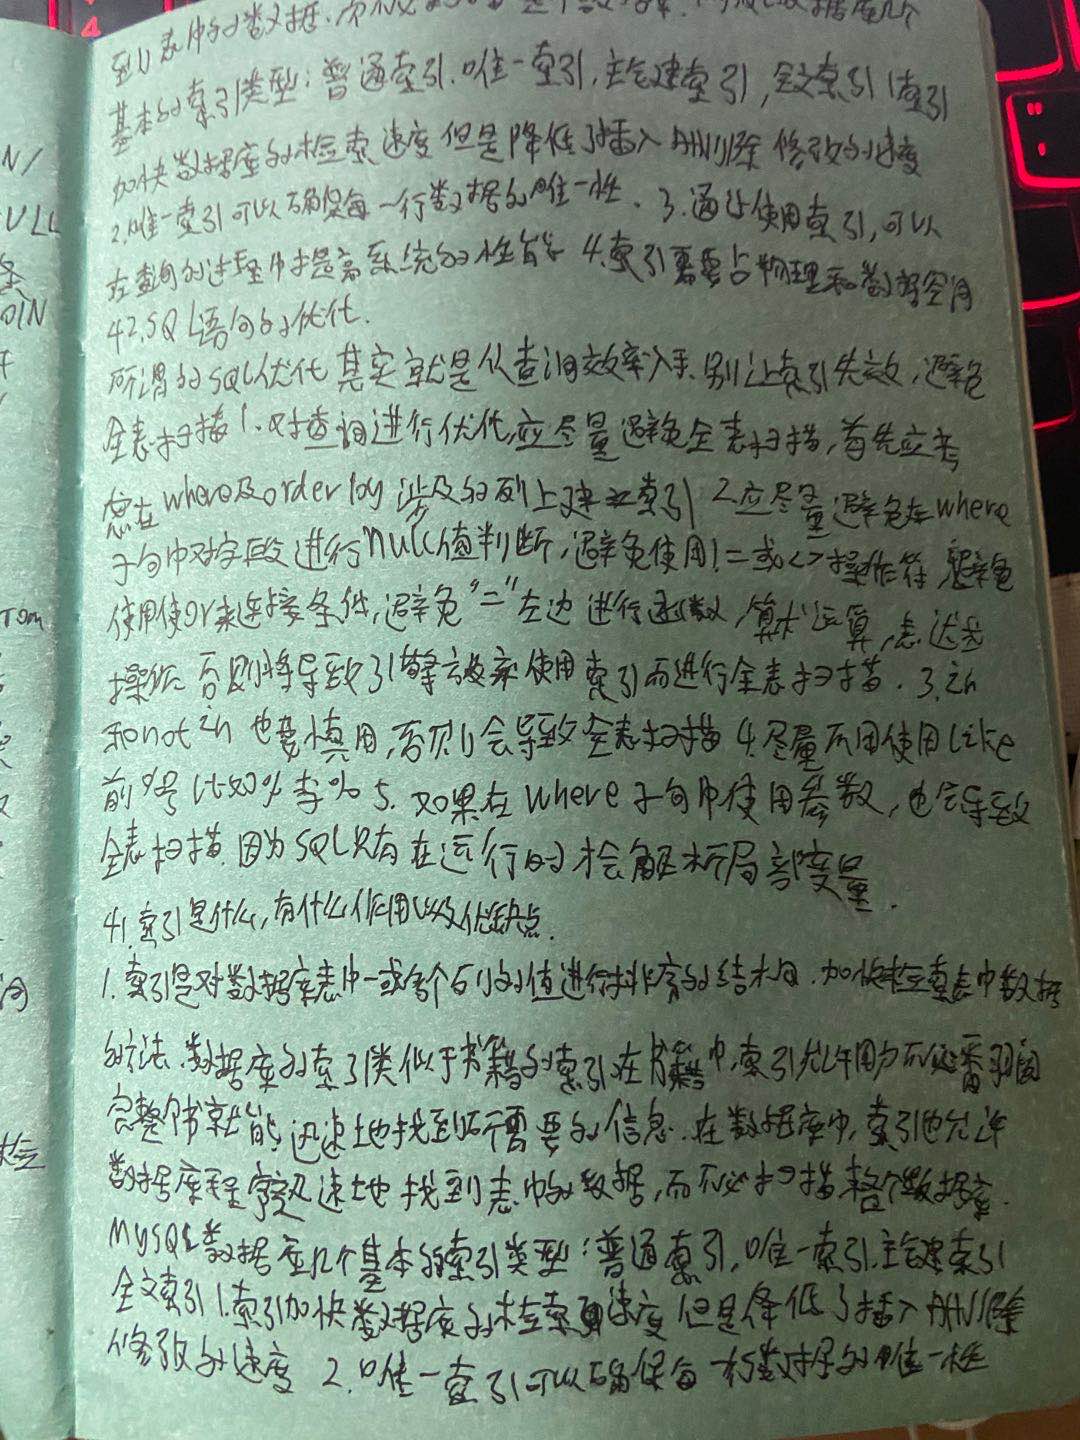 到表中的数据.而不必扫描整个数据库.
基本的索引类型:普通索引.唯一索引.主键索引,全文索引 1索引
加快数据库的检索速度 但是降低了插入 删除 修改的速度
2.唯一索引可以确保每一行数据的唯一性. 3.通过使用索引,可以
在查询的过程中提高系统的性能 4.索引需要占物理和数据空间
42.SQL语句的优化.
所谓的SQL优化其实就是从查询效率入手.别让索引失效,避免
全表扫描 1.对查询进行优化,应尽量避免全表扫描,首先应考
虑在where及order by 涉及的列上建立索引 2.应尽量避免在where
子句中对字段进行null值判断,避免使用!=或<>操作符,避免
使用使or来连接条件,避免"="左边进行函数,算术运算,表达式
操作 否则将导致引擎放弃使用索引而进行全表扫描. 3.in
和not in 也要慎用,否则会导致全表扫描 4.尽量不用使用like
前%号 比如%李% 5. 如果在where子句中使用参数,也会导致
全表扫描.因为SQL只有在运行时才会解析局部变量.
41.索引是什么,有什么作用以及优缺点.
1.索引是对数据库表中一或多个列的值进行排序的结构.加快检查表中数据
的方法.数据库的索引类似于书籍的索引在书籍中,索引允许用户不必番羽阅
完整个书就能迅速地找到所需要的信息.在数据库中,索引也允许
数据库程序迅速地找到表中的数据,而不必扫描整个数据库.
MySQL数据库几个基本的索引类型:普通索引,唯一索引.主键索引
全文索引 1.索引加快数据库的检索速度 但是降低了插入 删除
修改的速度 2.唯一索引可以确保每一行数据的唯一性